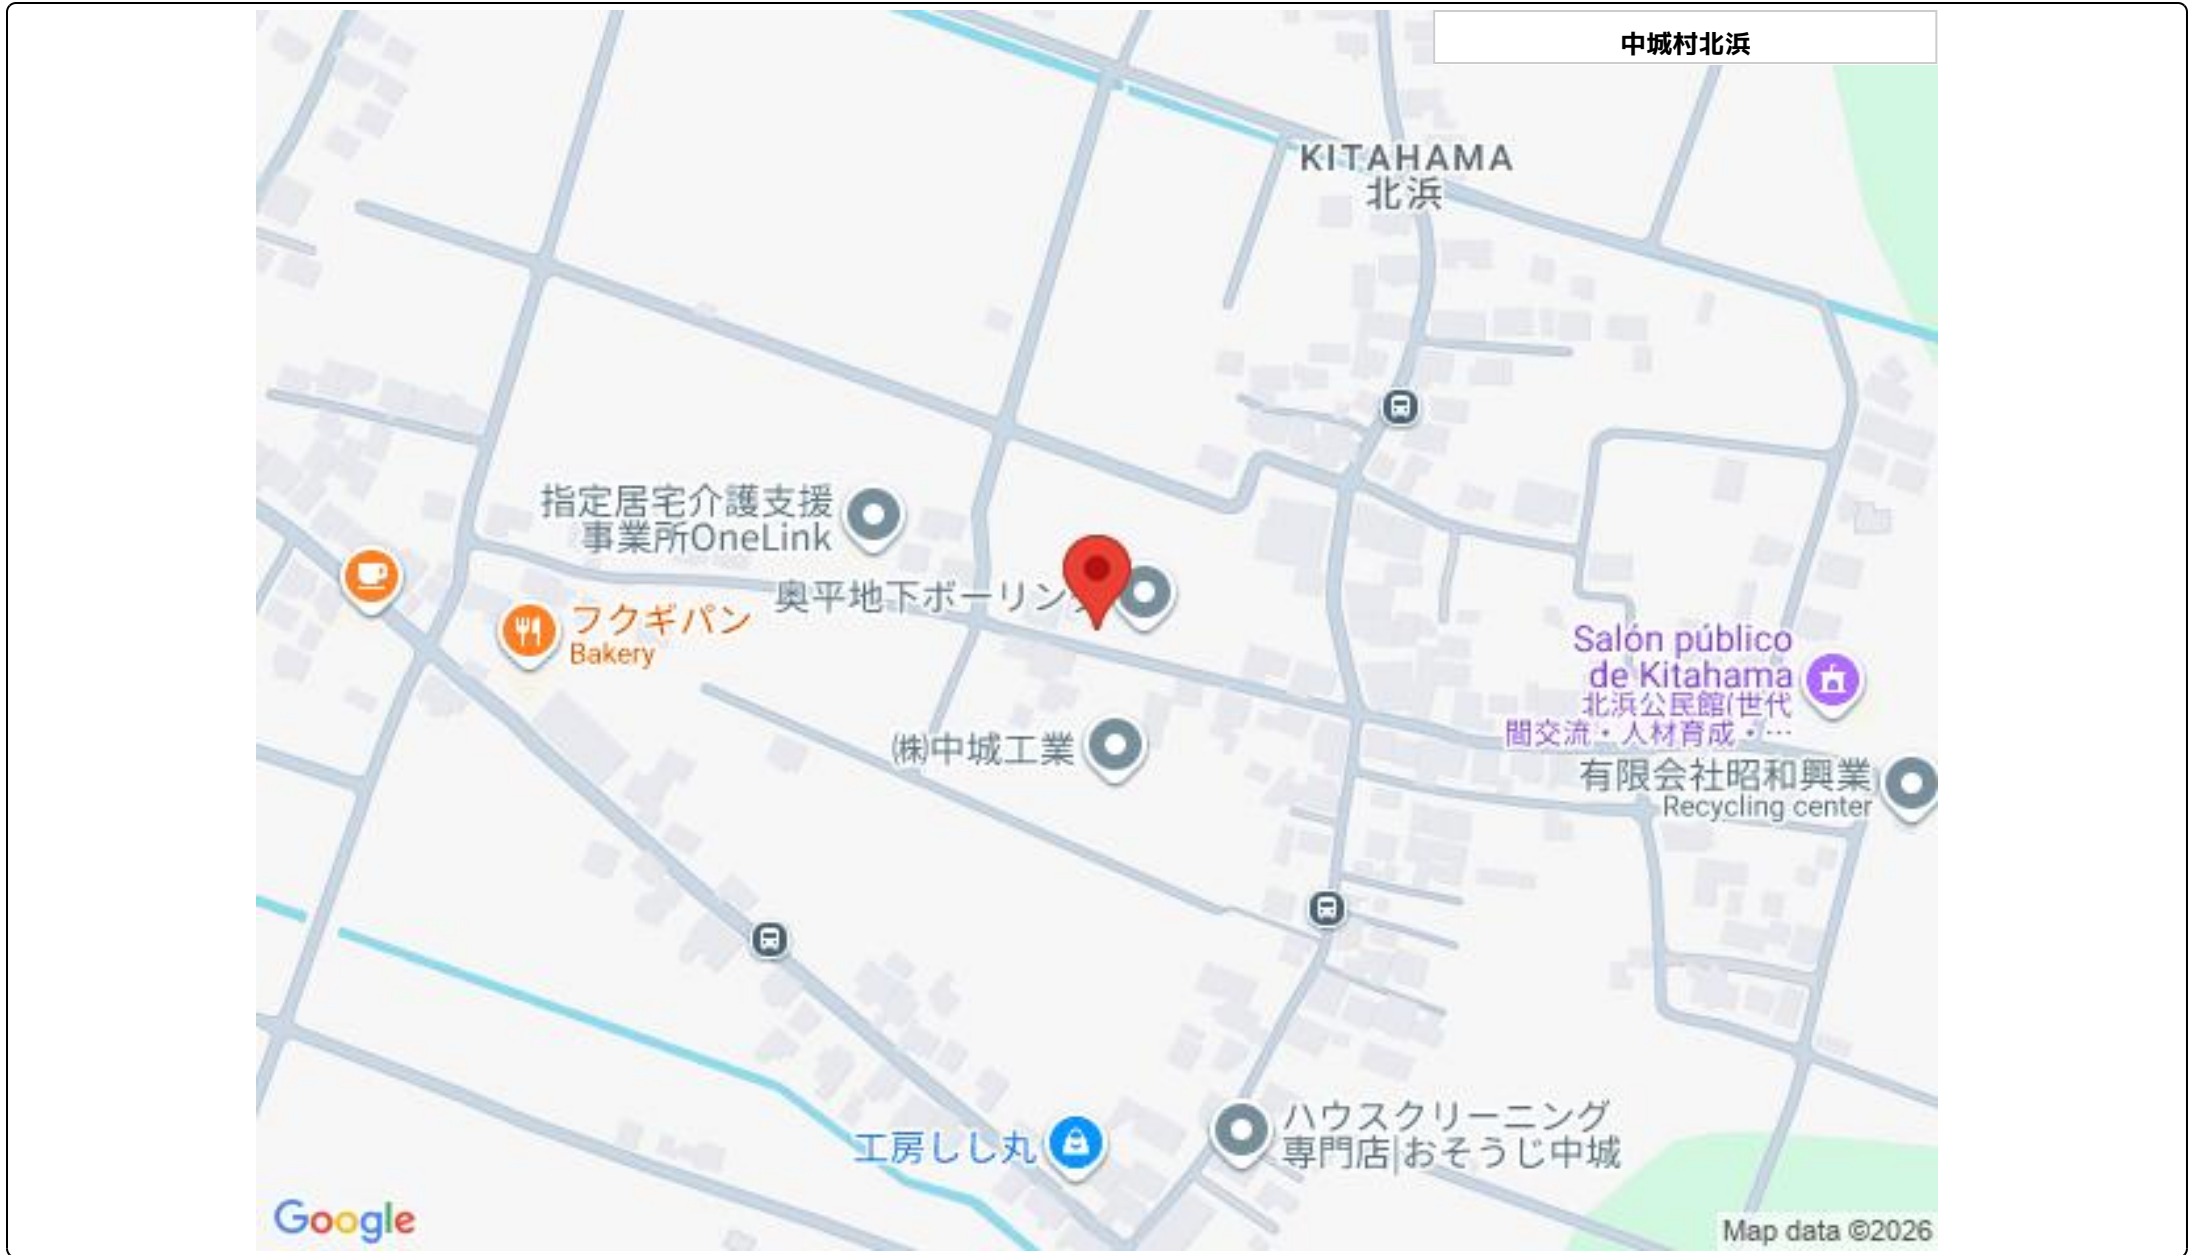 中城村北浜
KITAHAMA
北浜
指定居宅介護支援
事業所OneLink
奥平地下ボーリン
フクギパン
Bakery
Salón público
de Kitahama
北浜公民館(世代
間交流・人材育成・…
㈱中城工業
有限会社昭和興業
Recycling center
工房しし丸
ハウスクリーニング
専門店|おそうじ中城
Google
Map data ©2026